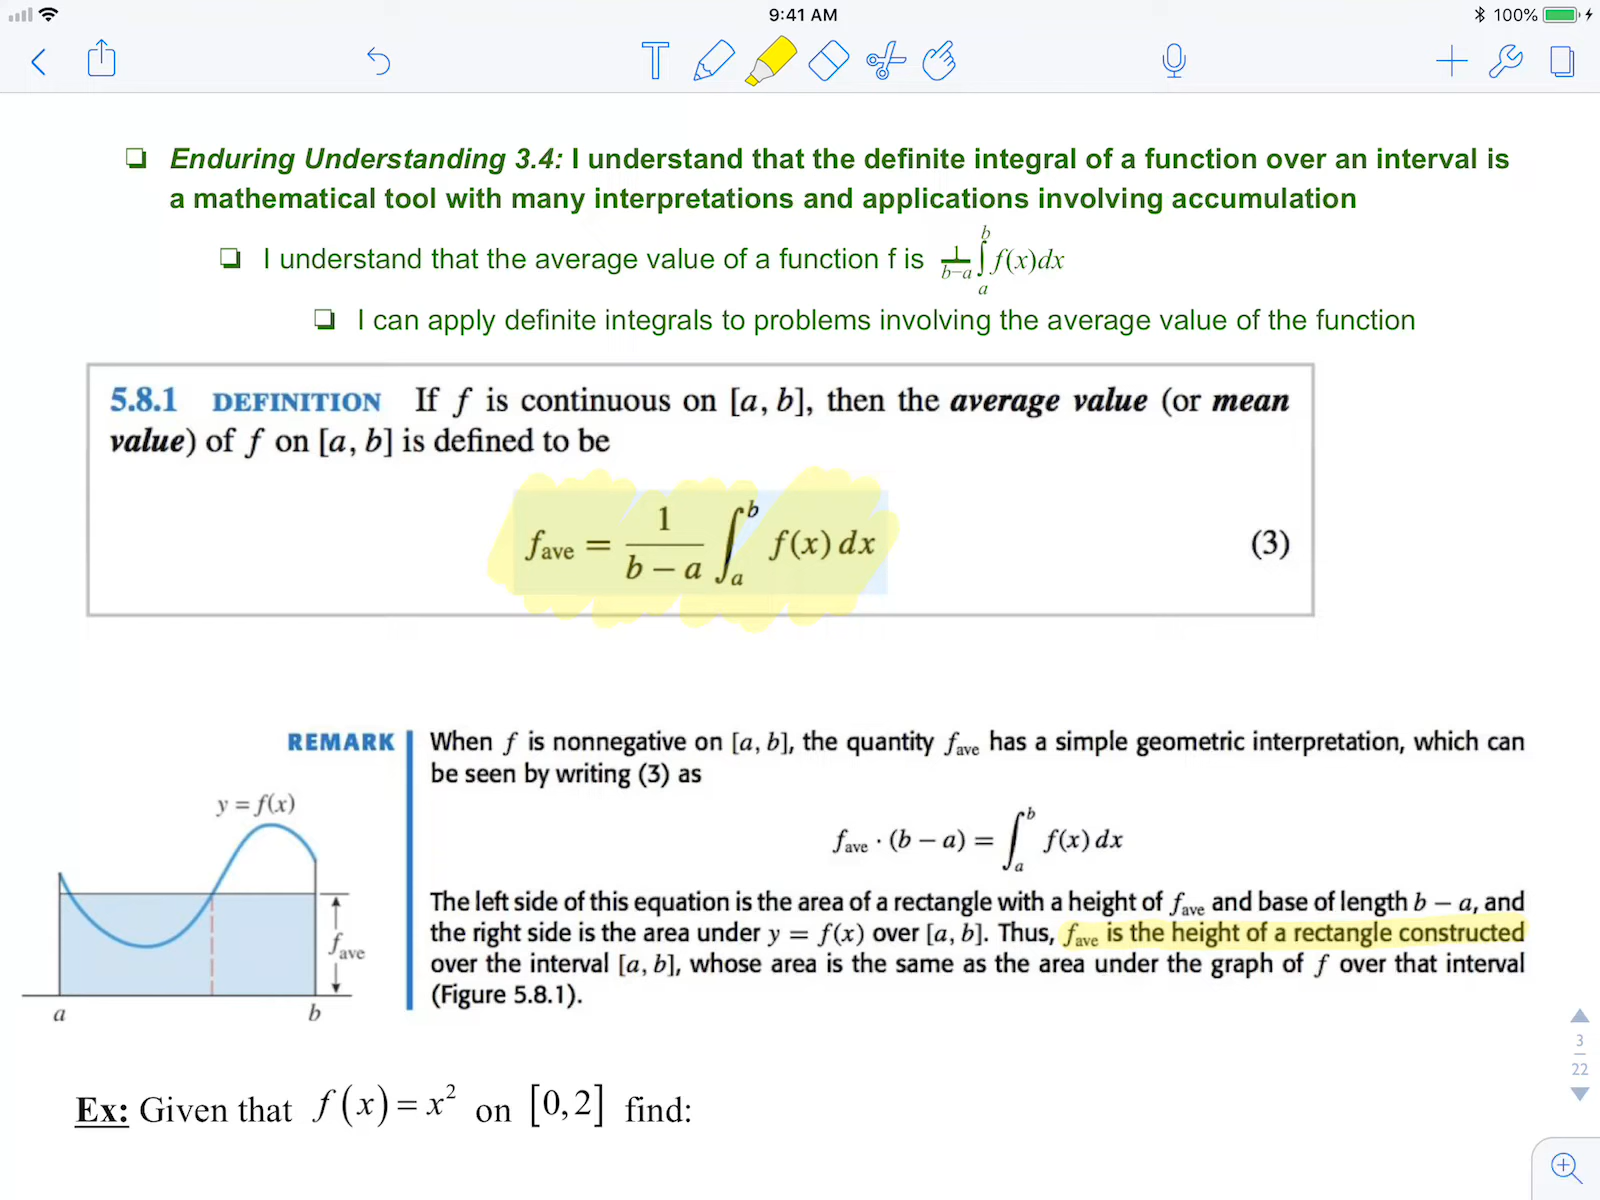 9:41 AM
100%
❏ Enduring Understanding 3.4: I understand that the definite integral of a function over an interval is
a mathematical tool with many interpretations and applications involving accumulation
❏ I understand that the average value of a function f is 1/(b−a) ∫_a^b f(x)dx
❏ I can apply definite integrals to problems involving the average value of the function
5.8.1 DEFINITION If f is continuous on [a, b], then the average value (or mean
value) of f on [a, b] is defined to be
f_ave = 1/(b − a) ∫_a^b f(x) dx (3)
REMARK
When f is nonnegative on [a, b], the quantity f_ave has a simple geometric interpretation, which can
be seen by writing (3) as
f_ave · (b − a) = ∫_a^b f(x) dx
The left side of this equation is the area of a rectangle with a height of f_ave and base of length b − a, and
the right side is the area under y = f(x) over [a, b]. Thus, f_ave is the height of a rectangle constructed
over the interval [a, b], whose area is the same as the area under the graph of f over that interval
(Figure 5.8.1).
y = f(x)
f_ave
a b
3
22
Ex: Given that f(x) = x² on [0,2] find: